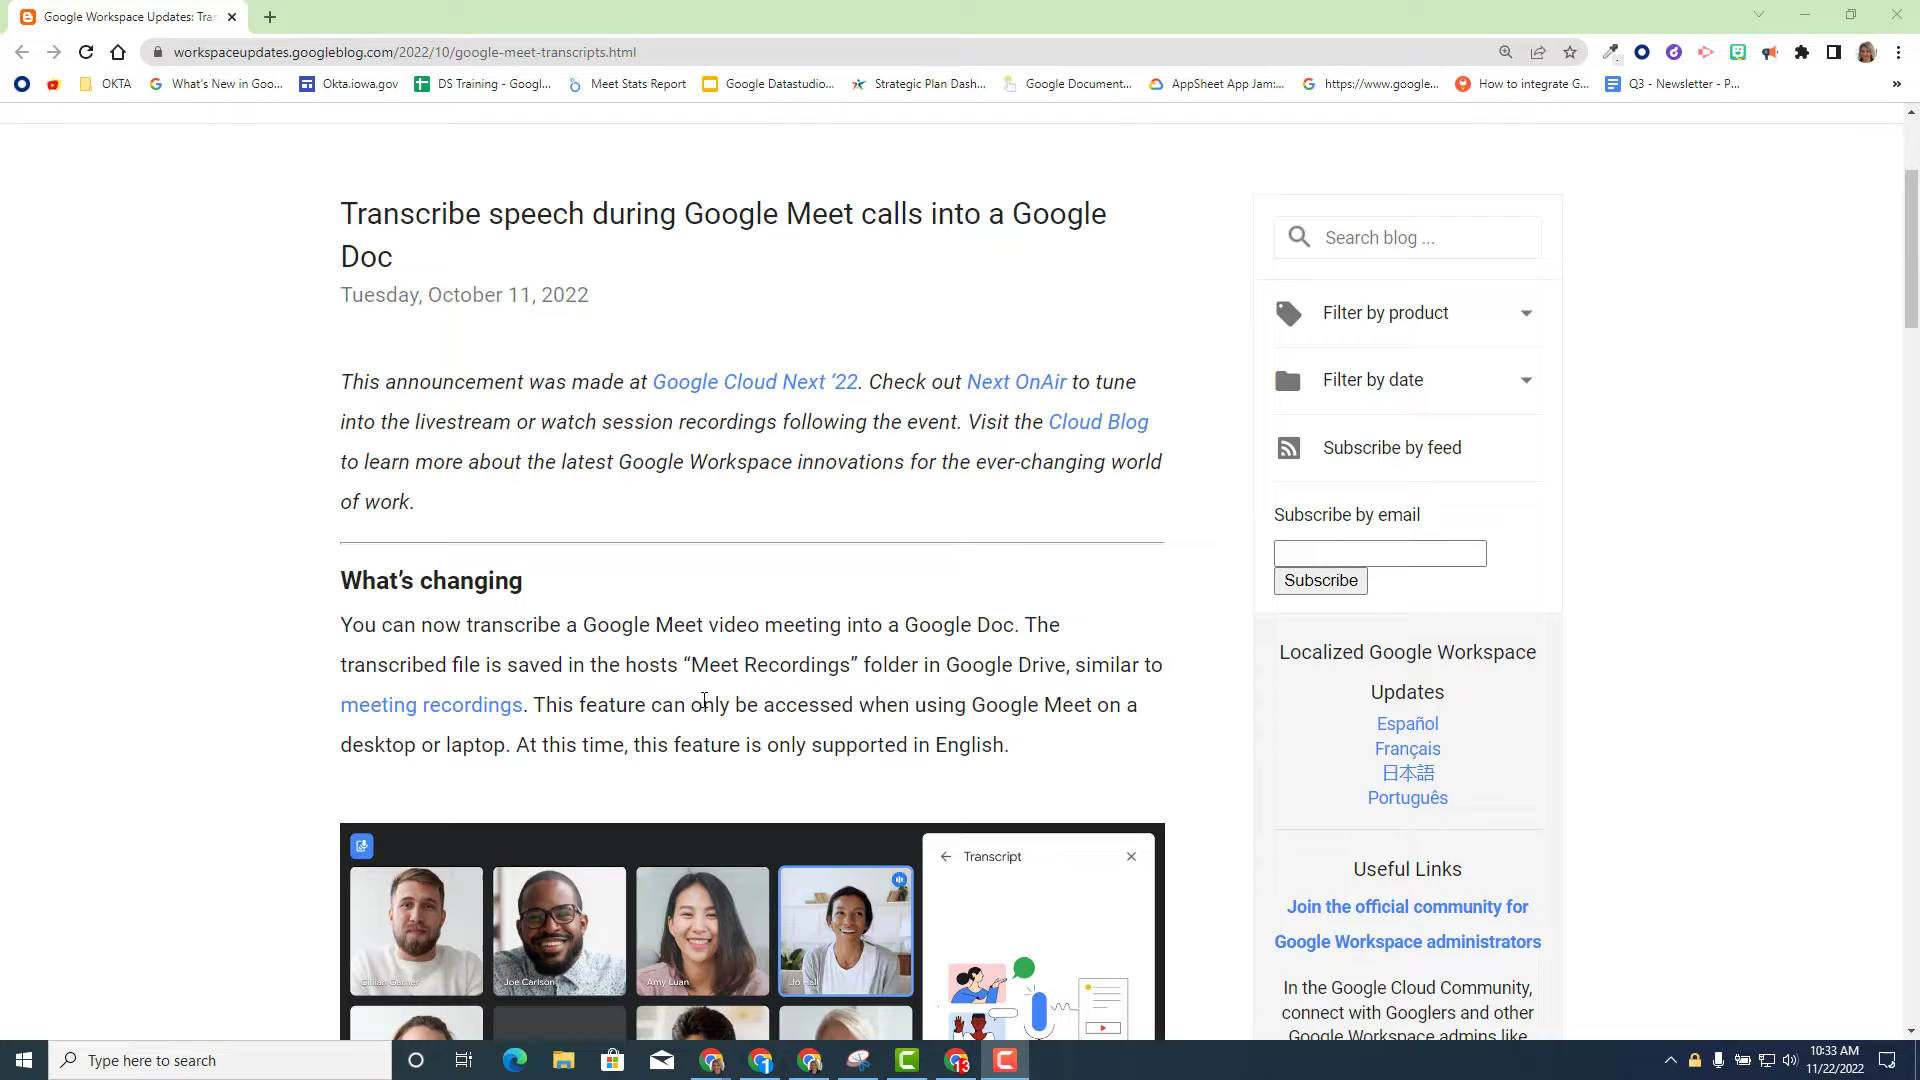 Google Workspace Updates: Tran
workspaceupdates.googleblog.com/2022/10/google-meet-transcripts.html
OKTA
What's New in Goo...
Okta.iowa.gov
DS Training - Googl...
Meet Stats Report
Google Datastudio...
Strategic Plan Dash...
Google Document...
AppSheet App Jam:...
https://www.google...
How to integrate G...
Q3 - Newsletter - P...
»
Transcribe speech during Google Meet calls into a Google
Doc
Tuesday, October 11, 2022
This announcement was made at Google Cloud Next ‘22. Check out Next OnAir to tune
into the livestream or watch session recordings following the event. Visit the Cloud Blog
to learn more about the latest Google Workspace innovations for the ever-changing world
of work.
What’s changing
You can now transcribe a Google Meet video meeting into a Google Doc. The
transcribed file is saved in the hosts “Meet Recordings” folder in Google Drive, similar to
meeting recordings. This feature can only be accessed when using Google Meet on a
desktop or laptop. At this time, this feature is only supported in English.
Transcript
Joe Carlson
Amy Luan
Jo Hall
Search blog ...
Filter by product
Filter by date
Subscribe by feed
Subscribe by email
Subscribe
Localized Google Workspace
Updates
Español
Français
日本語
Português
Useful Links
Join the official community for
Google Workspace administrators
In the Google Cloud Community,
connect with Googlers and other
Google Workspace admins like
Type here to search
1
13
10:33 AM
11/22/2022